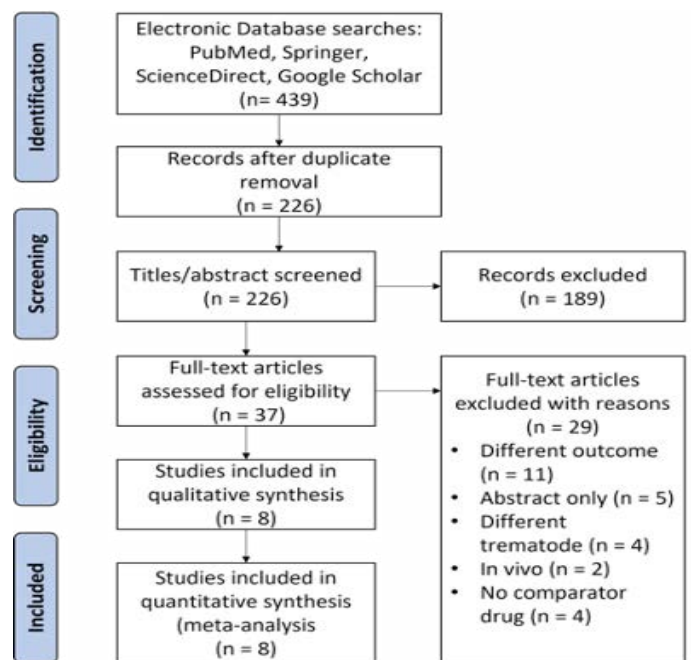 Identification
Electronic Database searches:
PubMed, Springer,
ScienceDirect, Google Scholar
(n= 439)
Records after duplicate
removal
(n = 226)
Screening
Titles/abstract screened
(n = 226)
Records excluded
(n = 189)
Eligibility
Full-text articles
assessed for eligibility
(n = 37)
Full-text articles
excluded with reasons
(n = 29)
• Different outcome
(n = 11)
• Abstract only (n = 5)
• Different
trematode (n = 4)
• In vivo (n = 2)
• No comparator
drug (n = 4)
Studies included in
qualitative synthesis
(n = 8)
Included
Studies included in
quantitative synthesis
(meta-analysis
(n = 8)